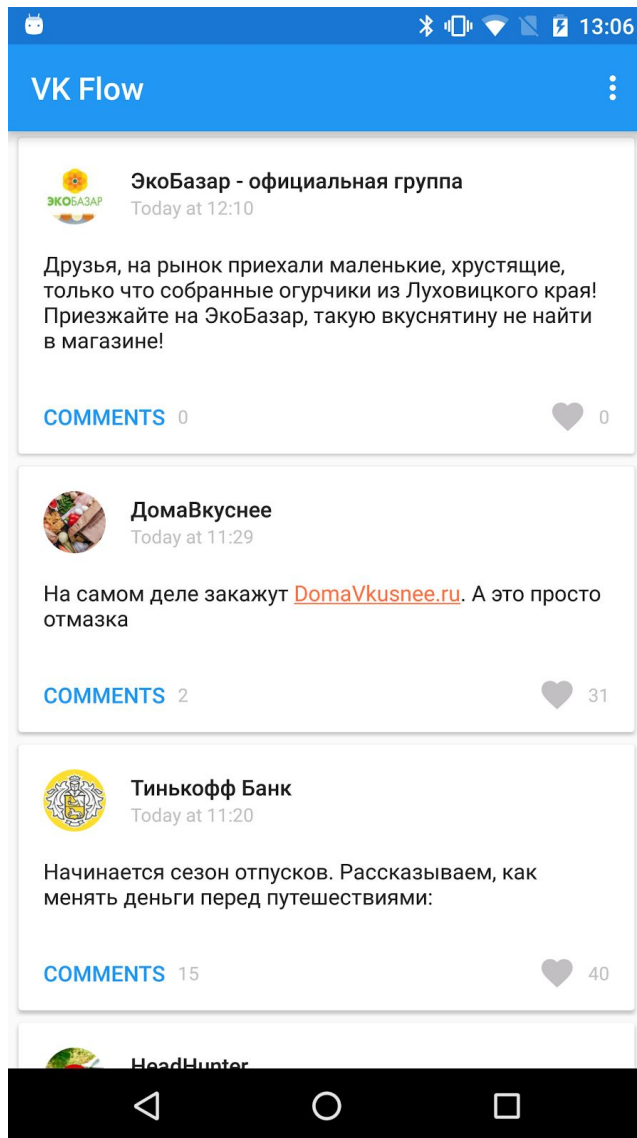 13:06
VK Flow
ЭКОБАЗАР
ЭкоБазар - официальная группа
Today at 12:10
Друзья, на рынок приехали маленькие, хрустящие,
только что собранные огурчики из Луховицкого края!
Приезжайте на ЭкоБазар, такую вкуснятину не найти
в магазине!
COMMENTS 0
0
ДомаВкуснее
Today at 11:29
На самом деле закажут DomaVkusnee.ru. А это просто
отмазка
COMMENTS 2
31
Тинькофф Банк
Today at 11:20
Начинается сезон отпусков. Рассказываем, как
менять деньги перед путешествиями:
COMMENTS 15
40
HeadHunter